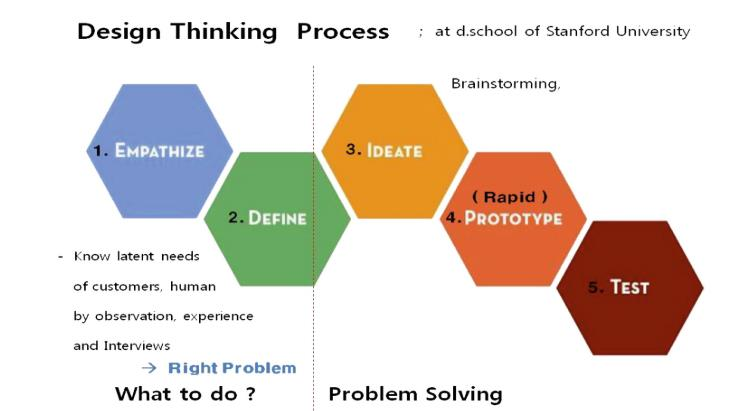 Design Thinking Process ; at d.school of Stanford University
Brainstorming,
1. EMPATHIZE
3. IDEATE
( Rapid )
2. DEFINE
4. PROTOTYPE
5. TEST
- Know latent needs
of customers, human
by observation, experience
and Interviews
→ Right Problem
What to do ?
Problem Solving